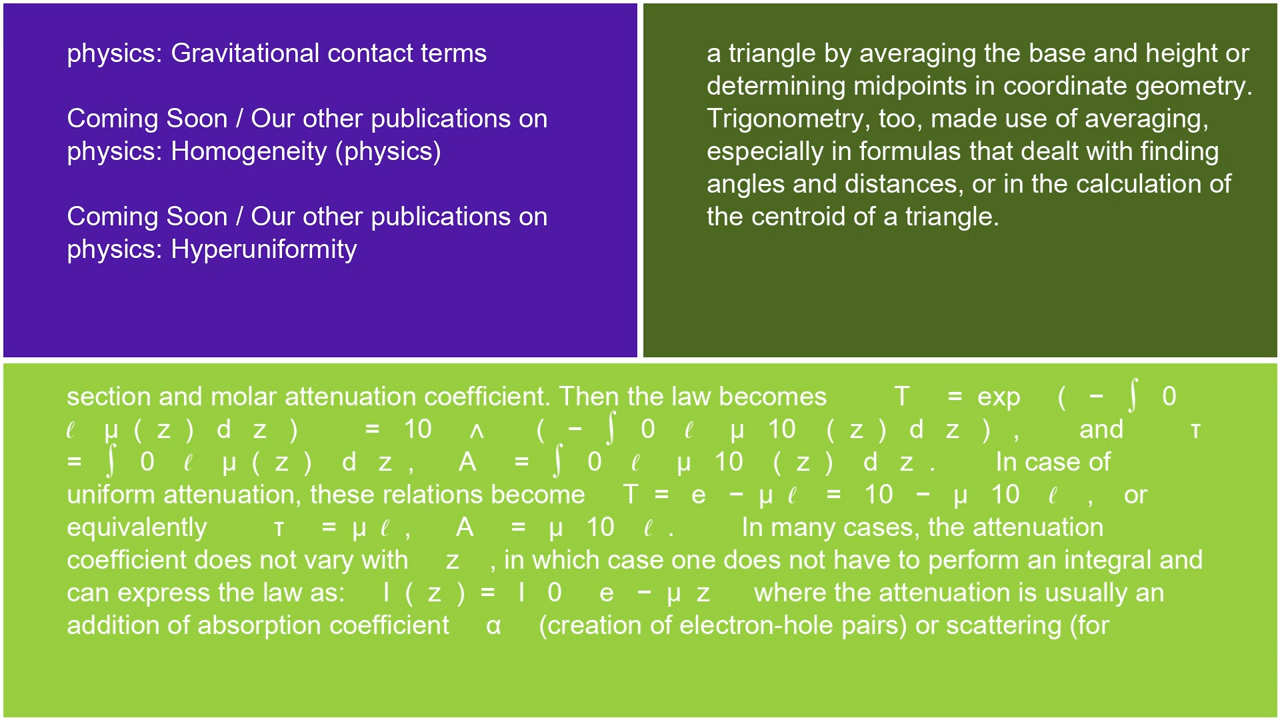 physics: Gravitational contact terms
Coming Soon / Our other publications on
physics: Homogeneity (physics)
Coming Soon / Our other publications on
physics: Hyperuniformity
a triangle by averaging the base and height or
determining midpoints in coordinate geometry.
Trigonometry, too, made use of averaging,
especially in formulas that dealt with finding
angles and distances, or in the calculation of
the centroid of a triangle.
section and molar attenuation coefficient. Then the law becomes T = exp ( − ∫ 0
ℓ μ ( z ) d z ) = 10 ∧ ( − ∫ 0 ℓ μ 10 ( z ) d z ) , and τ
= ∫ 0 ℓ μ ( z ) d z , A = ∫ 0 ℓ μ 10 ( z ) d z . In case of
uniform attenuation, these relations become T = e − μ ℓ = 10 − μ 10 ℓ , or
equivalently τ = μ ℓ , A = μ 10 ℓ . In many cases, the attenuation
coefficient does not vary with z , in which case one does not have to perform an integral and
can express the law as: I ( z ) = I 0 e − μ z where the attenuation is usually an
addition of absorption coefficient α (creation of electron-hole pairs) or scattering (for